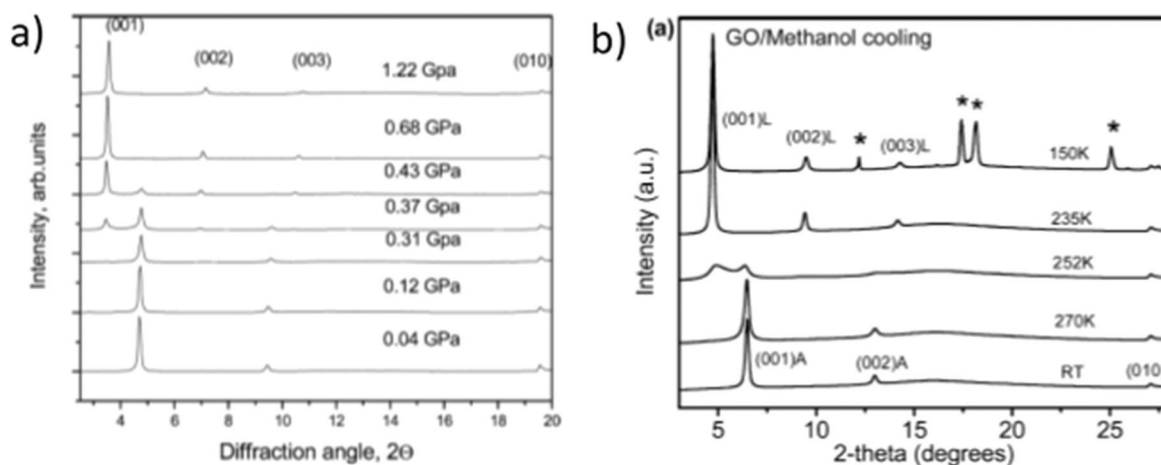 a)
(001)
(002)
(003)
(010)
1.22 Gpa
0.68 GPa
0.43 GPa
0.37 Gpa
0.31 Gpa
0.12 GPa
0.04 GPa
Intensity, arb.units
4 6 8 10 12 14 16 18 20
Diffraction angle, 2Θ
b)
(a)
GO/Methanol cooling
(001)L
(002)L
*
(003)L
* *
*
150K
235K
252K
270K
(001)A
(002)A
RT
(010)
Intensity (a.u.)
5 10 15 20 25
2-theta (degrees)